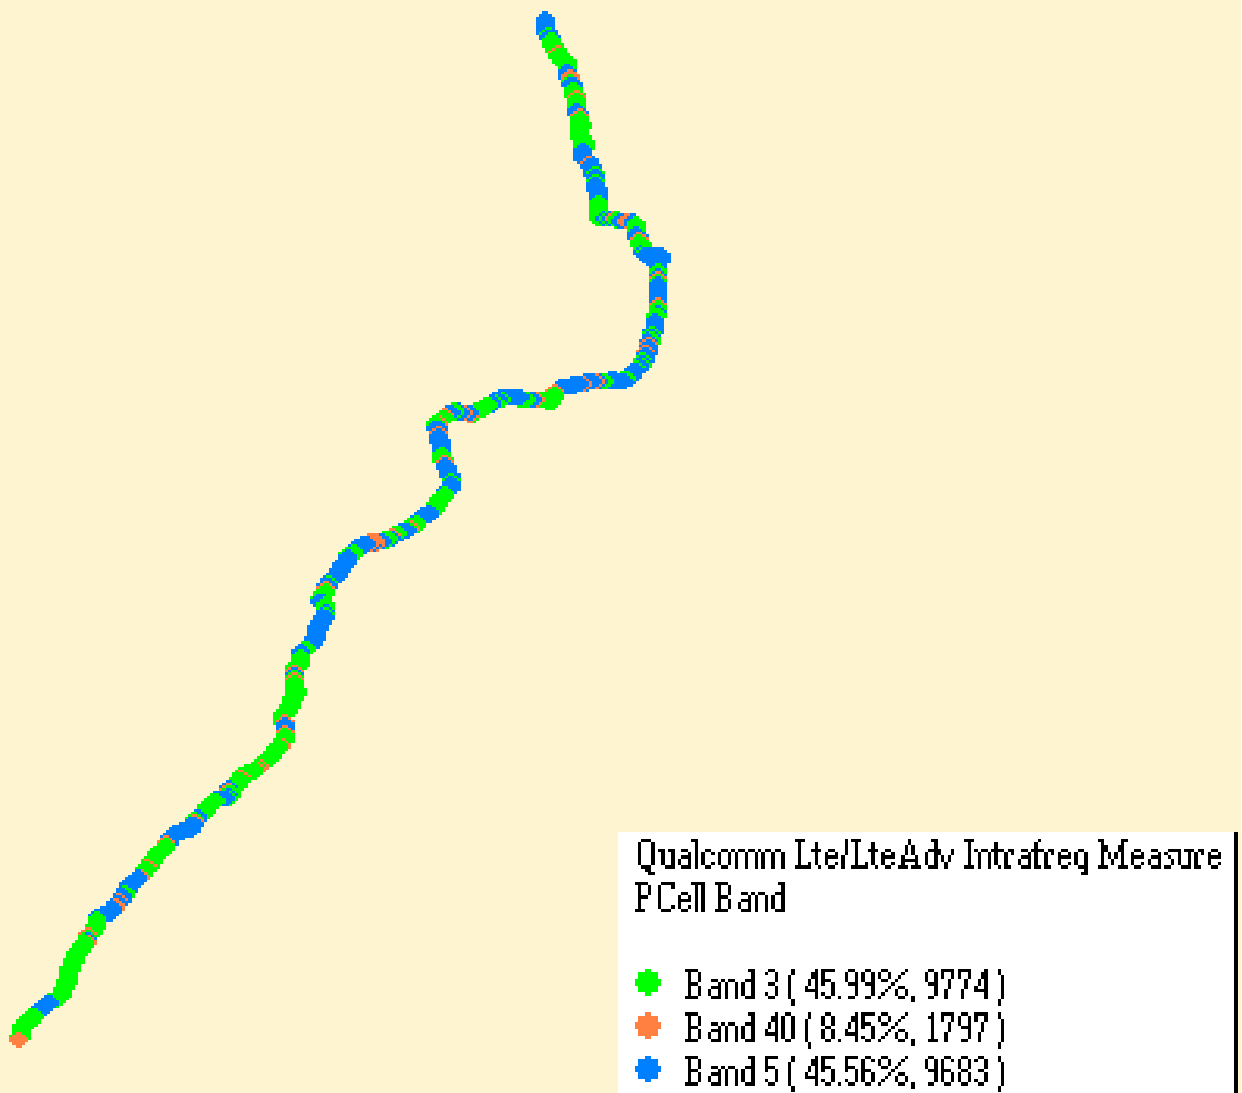 Qualcomm Lte/LteAdv Intrafreq Measure
PCell Band
Band 3 ( 45.99%, 9774 )
Band 40 ( 8.45%, 1797 )
Band 5 ( 45.56%, 9683 )